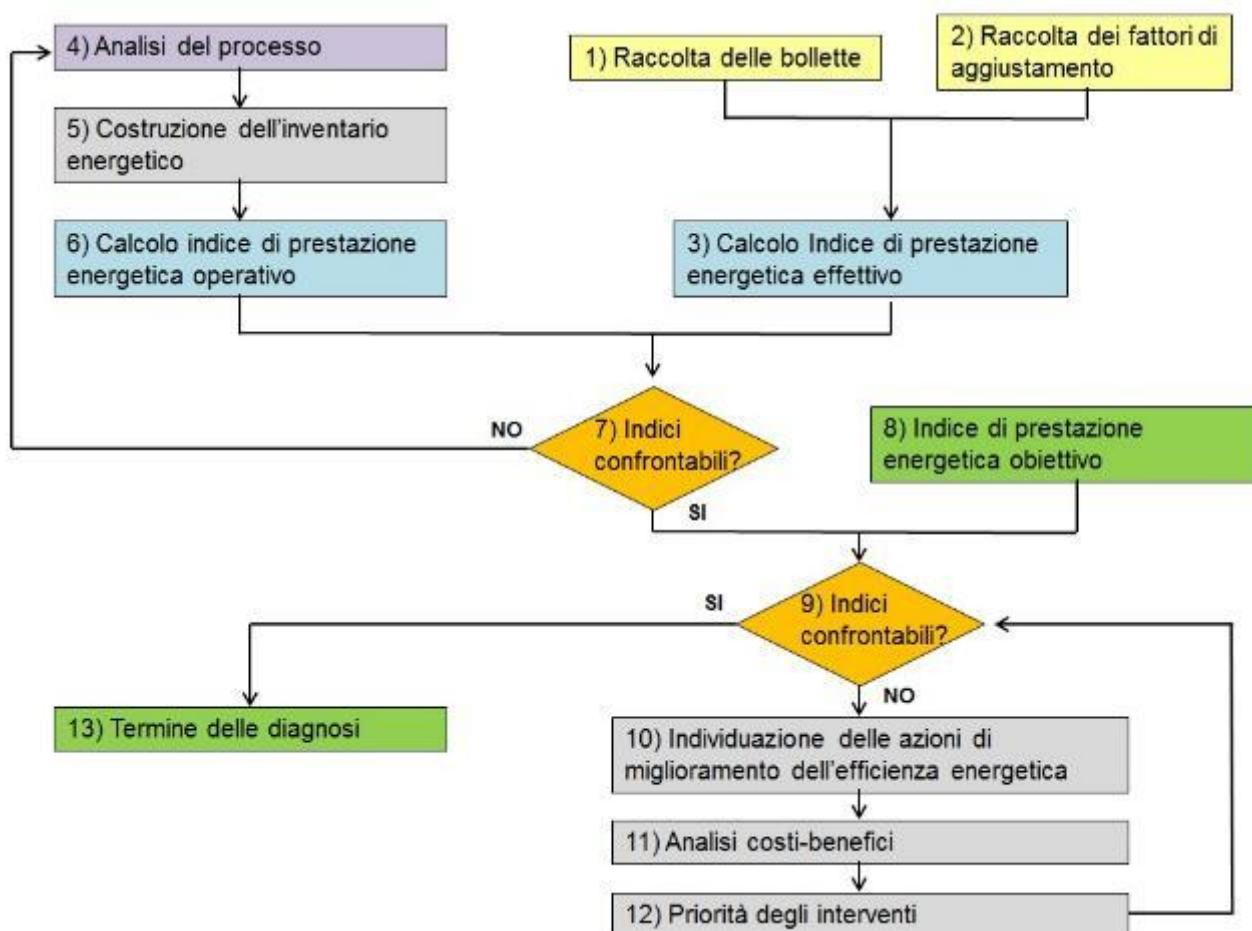 4) Analisi del processo
1) Raccolta delle bollette
2) Raccolta dei fattori di
aggiustamento
5) Costruzione dell'inventario
energetico
6) Calcolo indice di prestazione
energetica operativo
3) Calcolo Indice di prestazione
energetica effettivo
NO
7) Indici
confrontabili?
8) Indice di prestazione
energetica obiettivo
SI
SI
9) Indici
confrontabili?
NO
13) Termine delle diagnosi
10) Individuazione delle azioni di
miglioramento dell'efficienza energetica
11) Analisi costi-benefici
12) Priorità degli interventi